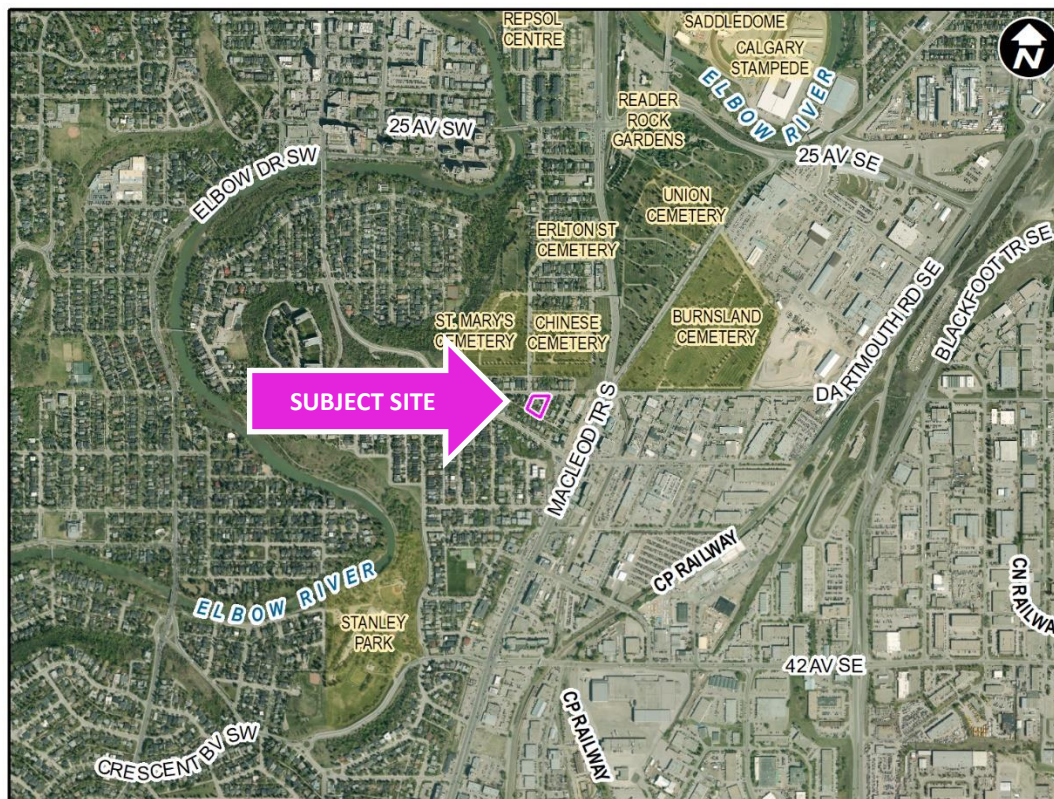 REPSOL
CENTRE
SADDLEDOME
CALGARY
STAMPEDE
N
ELBOW RIVER
READER
ROCK
GARDENS
25 AV SW
25 AV SE
ELBOW DR SW
UNION
CEMETERY
ERLTON ST
CEMETERY
BLACKFOOT TR SE
DARTMOUTH RD SE
ST. MARY'S
CEMETERY
CHINESE
CEMETERY
BURNSLAND
CEMETERY
SUBJECT SITE
MACLEOD TR S
CP RAILWAY
CN RAILWA
ELBOW RIVER
STANLEY
PARK
42 AV SE
CP RAILWAY
CRESCENT BV SW